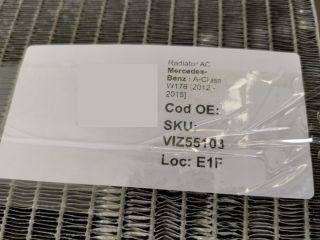 Radiator AC
Mercedes-
Benz : A-Class
W176 [2012 -
2015]
Cod OE:
SKU:
VIZ55103
Loc: E1F